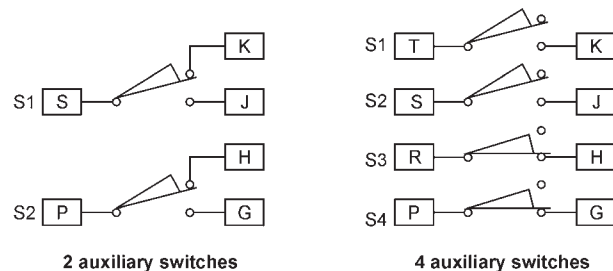 K
S1 S J
H
S2 P G
2 auxiliary switches
S1 T K
S2 S J
S3 R H
S4 P G
4 auxiliary switches